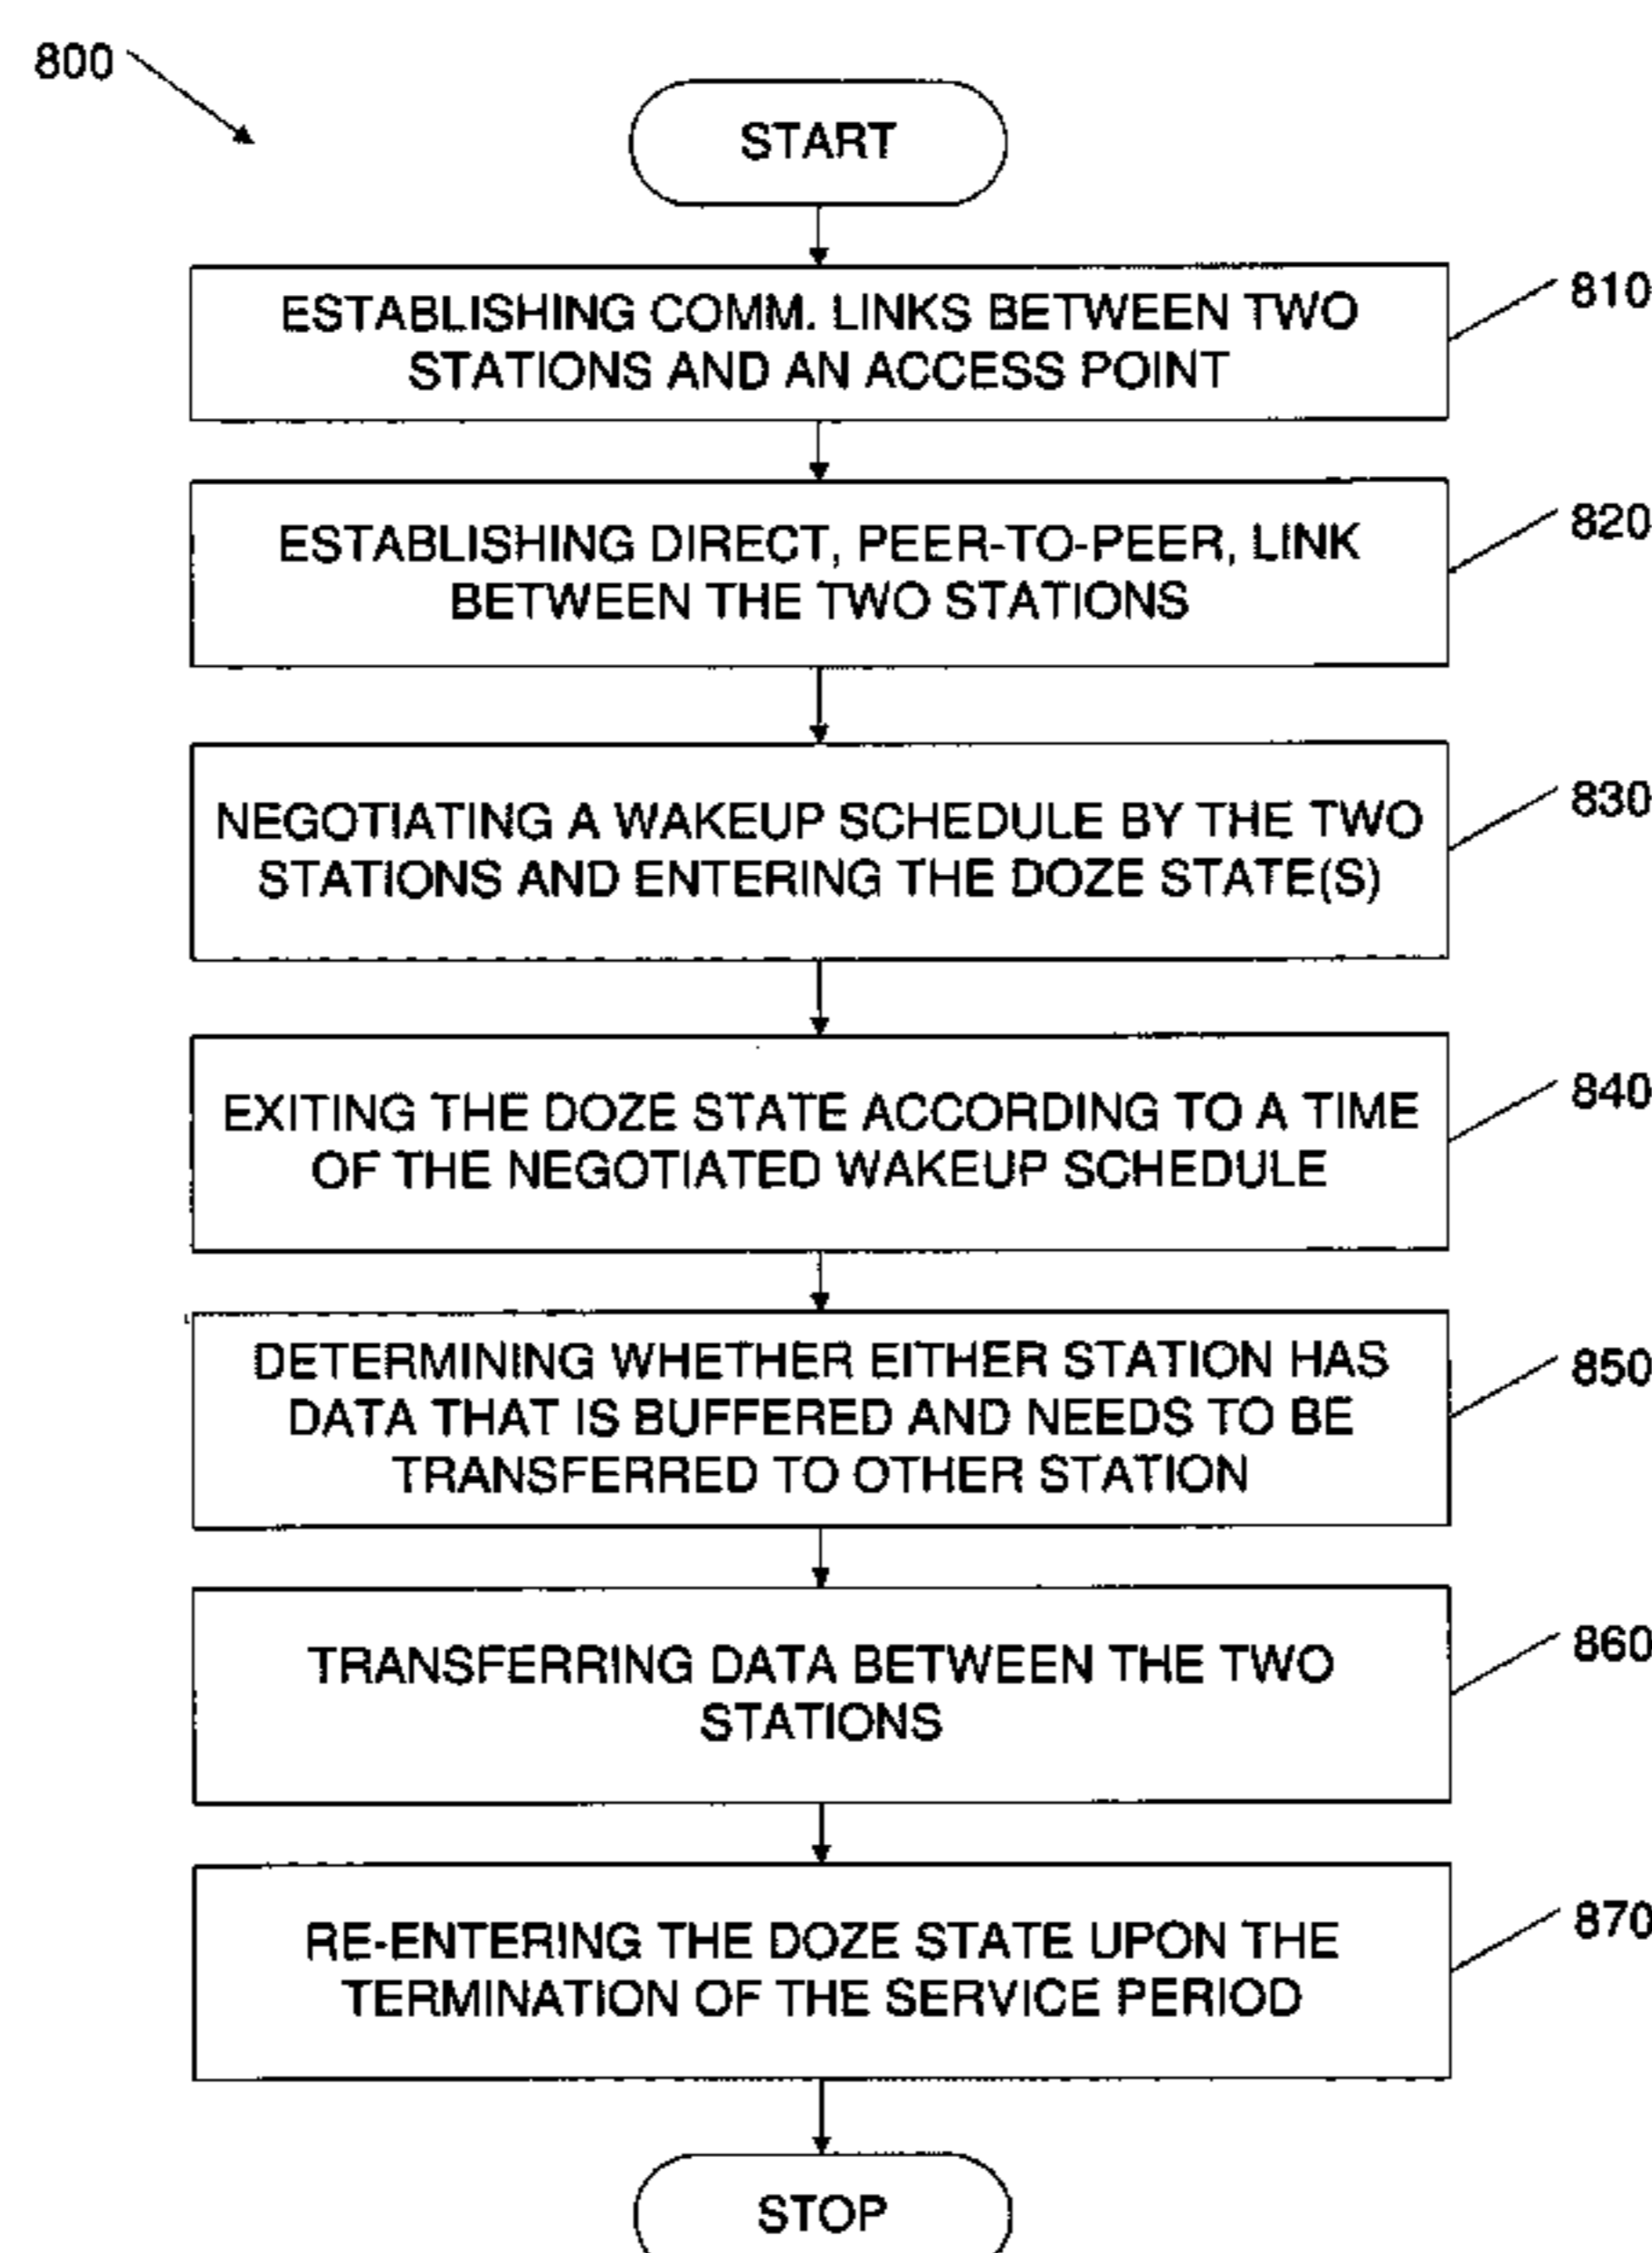 800
START
ESTABLISHING COMM. LINKS BETWEEN TWO
STATIONS AND AN ACCESS POINT
810
ESTABLISHING DIRECT, PEER-TO-PEER, LINK
BETWEEN THE TWO STATIONS
820
NEGOTIATING A WAKEUP SCHEDULE BY THE TWO
STATIONS AND ENTERING THE DOZE STATE(S)
830
EXITING THE DOZE STATE ACCORDING TO A TIME
OF THE NEGOTIATED WAKEUP SCHEDULE
840
DETERMINING WHETHER EITHER STATION HAS
DATA THAT IS BUFFERED AND NEEDS TO BE
TRANSFERRED TO OTHER STATION
850
TRANSFERRING DATA BETWEEN THE TWO
STATIONS
860
RE-ENTERING THE DOZE STATE UPON THE
TERMINATION OF THE SERVICE PERIOD
870
STOP